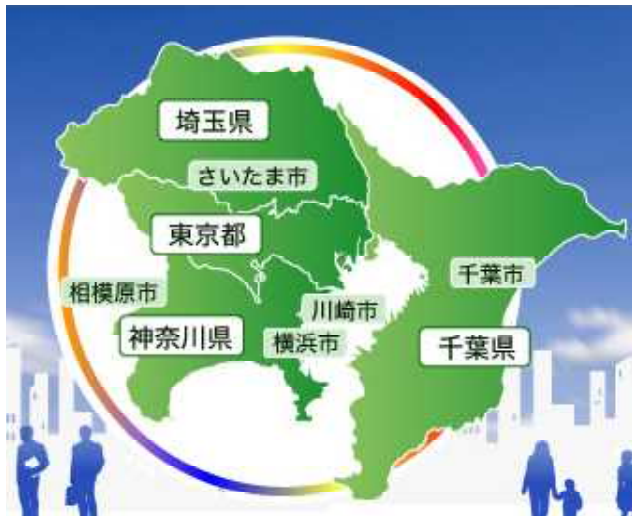 埼玉県
さいたま市
東京都
千葉市
相模原市
川崎市
神奈川県
横浜市
千葉県